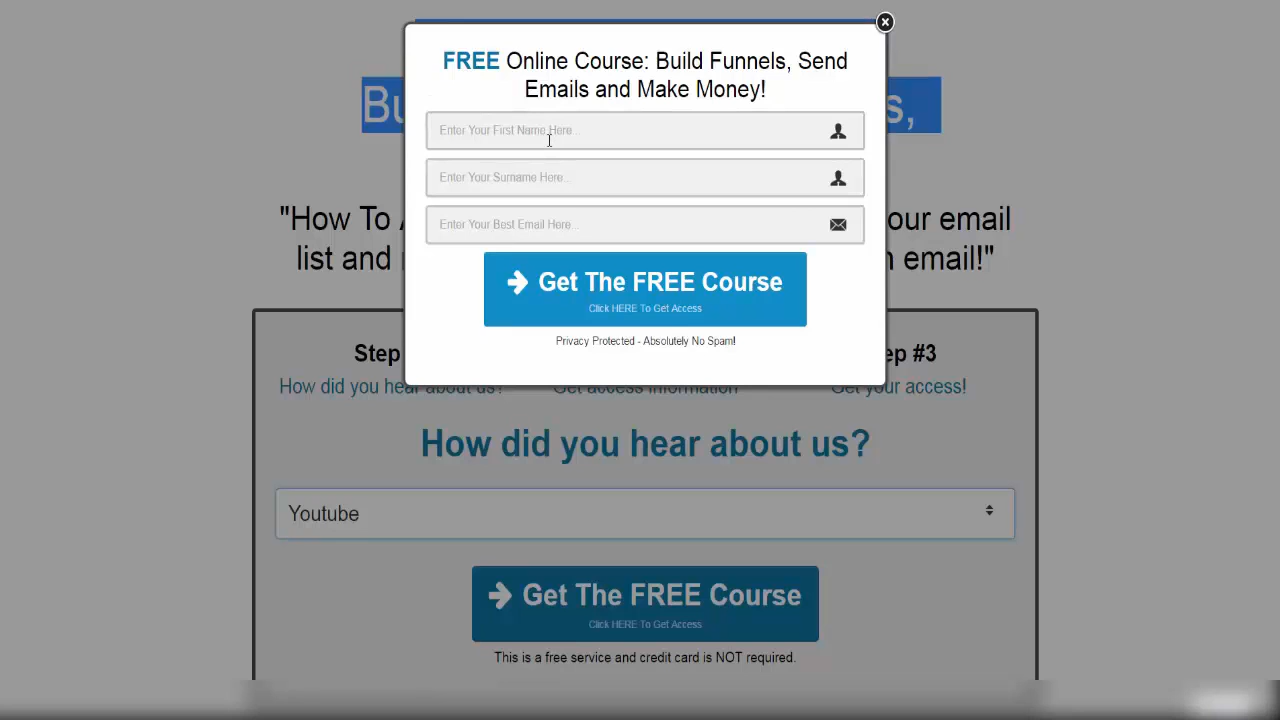 FREE Online Course: Build Funnels, Send
Emails and Make Money!
Enter Your First Name Here...
Enter Your Surname Here...
Enter Your Best Email Here...
Get The FREE Course
Click HERE To Get Access
Privacy Protected - Absolutely No Spam!
"How To
our email
list and
email!"
Step
#3
How did you hear about us?
Get access information
Get your access!
How did you hear about us?
Youtube
Get The FREE Course
Click HERE To Get Access
This is a free service and credit card is NOT required.